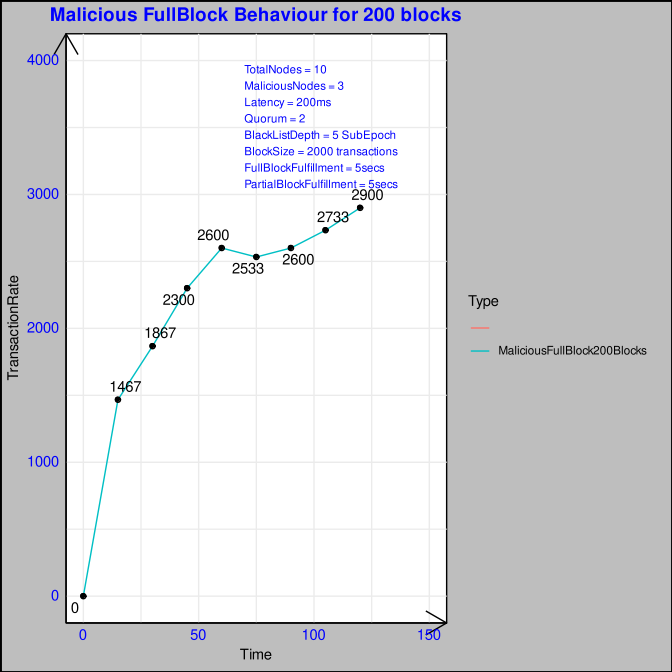 Malicious FullBlock Behaviour for 200 blocks
TotalNodes = 10
MaliciousNodes = 3
Latency = 200ms
Quorum = 2
BlackListDepth = 5 SubEpoch
BlockSize = 2000 transactions
FullBlockFulfillment = 5secs
PartialBlockFulfillment = 5secs
4000
3000
2000
1000
0
TransactionRate
0
1467
1867
2300
2600
2533
2600
2733
2900
0
50
100
150
Time
Type
MaliciousFullBlock200Blocks